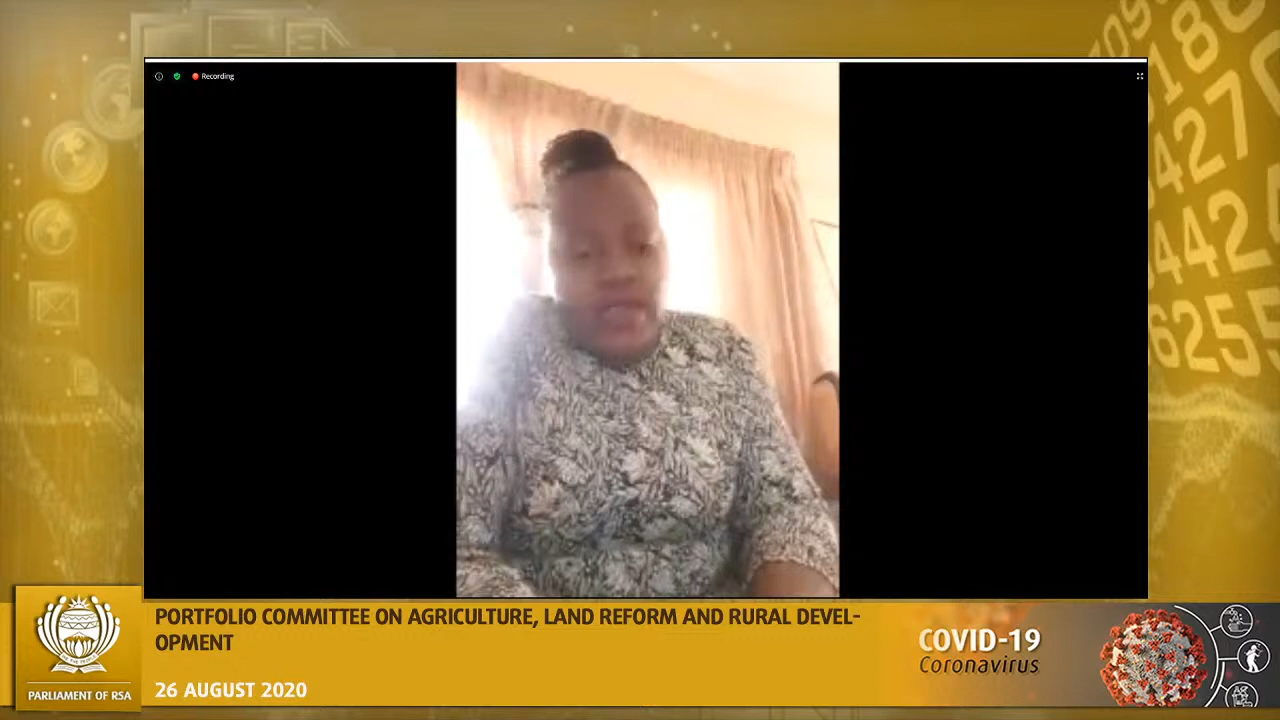 Recording
PORTFOLIO COMMITTEE ON AGRICULTURE, LAND REFORM AND RURAL DEVEL-
OPMENT
26 AUGUST 2020
PARLIAMENT OF RSA
COVID-19
Coronavirus
6255